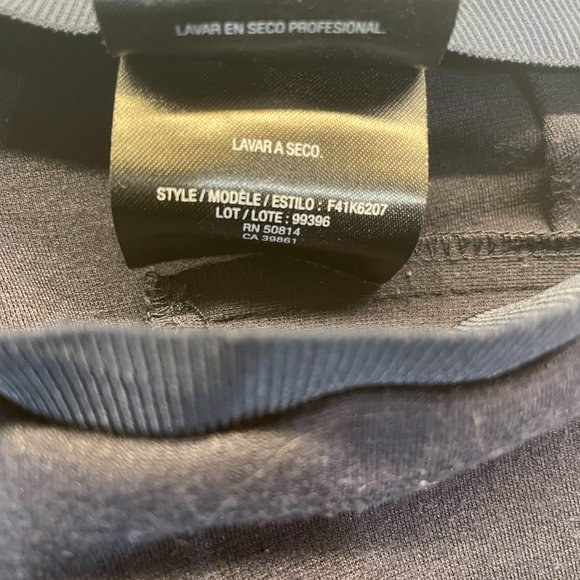 LAVAR EN SECO PROFESIONAL.
LAVAR A SECO.
STYLE / MODÈLE / ESTILO : F41K6207
LOT / LOTE : 99396
RN 50814
CA 39861